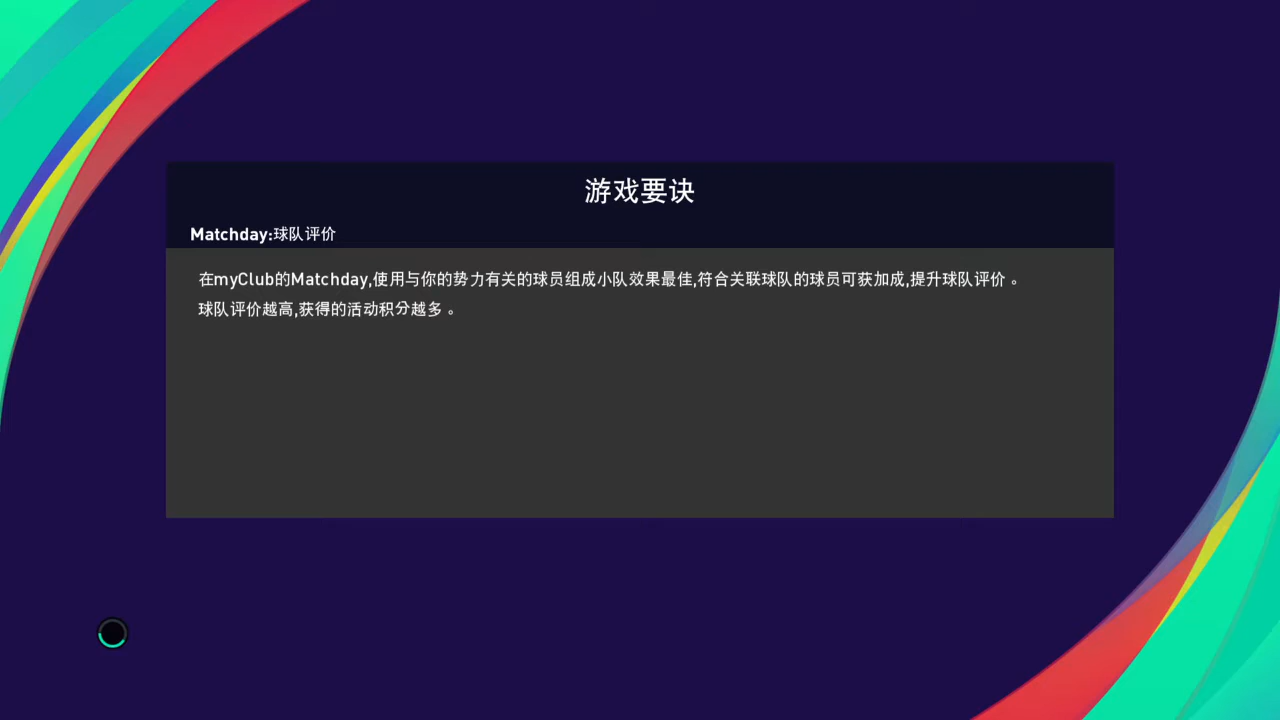 游戏要诀
Matchday:球队评价
在myClub的Matchday,使用与你的势力有关的球员组成小队效果最佳,符合关联球队的球员可获加成,提升球队评价。
球队评价越高,获得的活动积分越多。